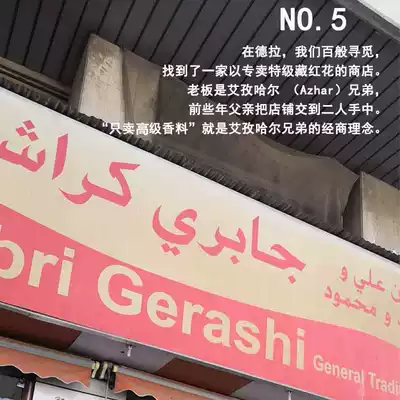 NO.5
在德拉，我们百般寻觅，
找到了一家以专卖特级藏红花的商店。
老板是艾孜哈尔 （Azhar）兄弟，
前些年父亲把店铺交到二人手中。
“只卖高级香料”就是艾孜哈尔兄弟的经商理念。
جابري كراش
علي و
و محمود
bri Gerashi
General Tradi